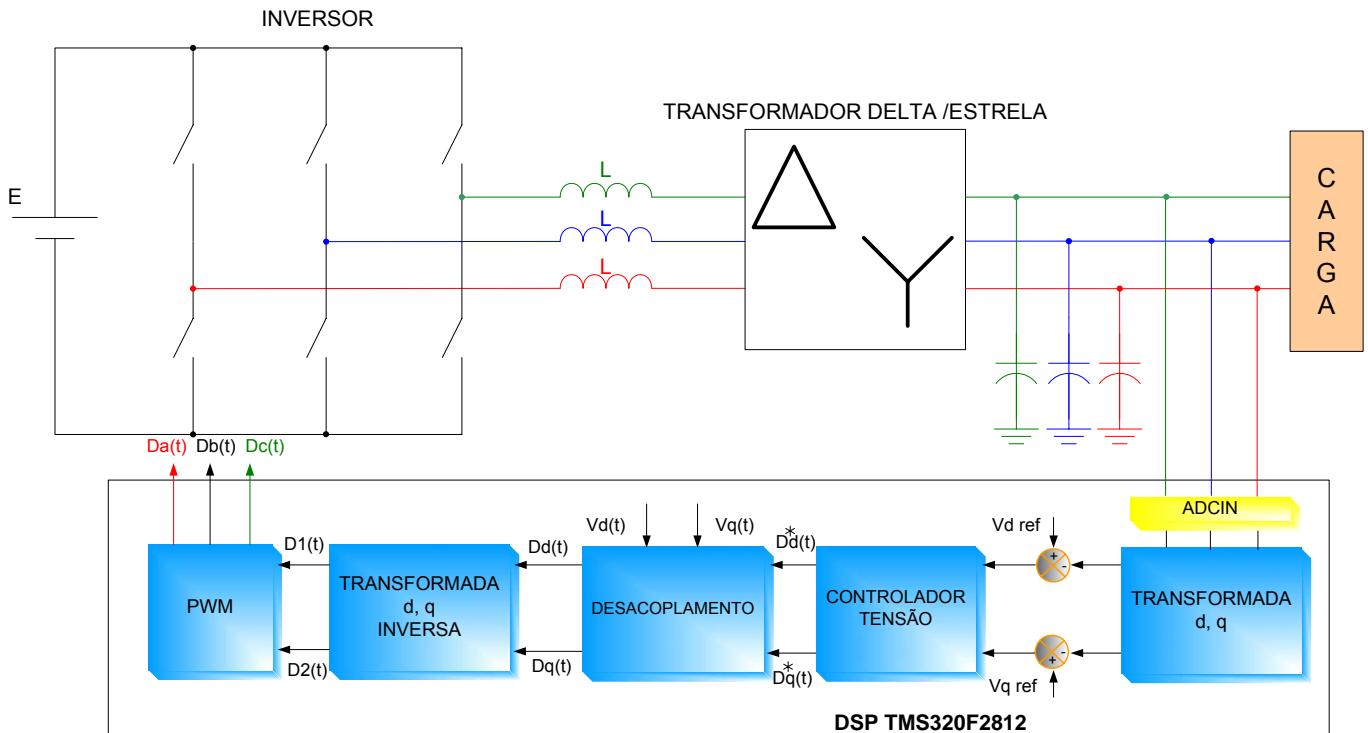 INVERSOR
TRANSFORMADOR DELTA /ESTRELA
E
L
L
L
C
A
R
G
A
Da(t) Db(t) Dc(t)
ADCIN
Vd(t)
Vq(t)
Vd ref
D1(t)
Dd(t)
*
Dd(t)
+
-
PWM
TRANSFORMADA
d, q
INVERSA
DESACOPLAMENTO
CONTROLADOR
TENSÃO
TRANSFORMADA
d, q
D2(t)
Dq(t)
*
Dq(t)
-
+
Vq ref
DSP TMS320F2812